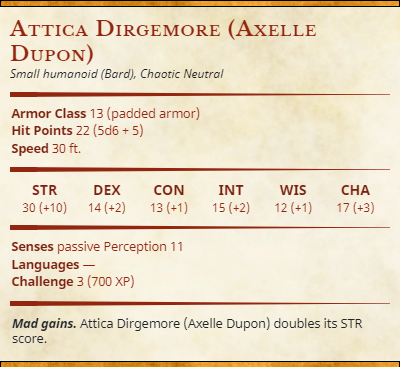 Attica Dirgemore (Axelle
Dupon)
Small humanoid (Bard), Chaotic Neutral
Armor Class 13 (padded armor)
Hit Points 22 (5d6 + 5)
Speed 30 ft.
STR DEX CON INT WIS CHA
30 (+10) 14 (+2) 13 (+1) 15 (+2) 12 (+1) 17 (+3)
Senses passive Perception 11
Languages —
Challenge 3 (700 XP)
Mad gains. Attica Dirgemore (Axelle Dupon) doubles its STR
score.